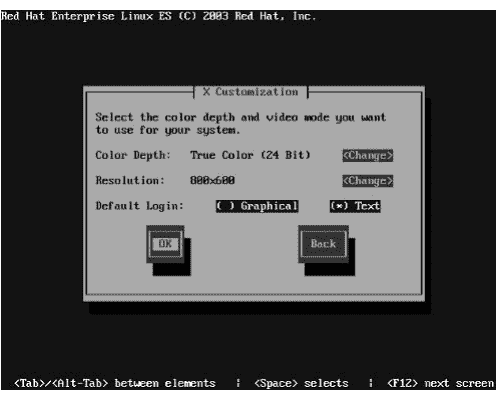 Red Hat Enterprise Linux ES (C) 2003 Red Hat, Inc.
X Customization
Select the color depth and video mode you want
to use for your system.
Color Depth: True Color (24 Bit) <Change>
Resolution: 800x600 <Change>
Default Login: ( ) Graphical (*) Text
OK Back
<Tab>/<Alt-Tab> between elements | <Space> selects | <F12> next screen